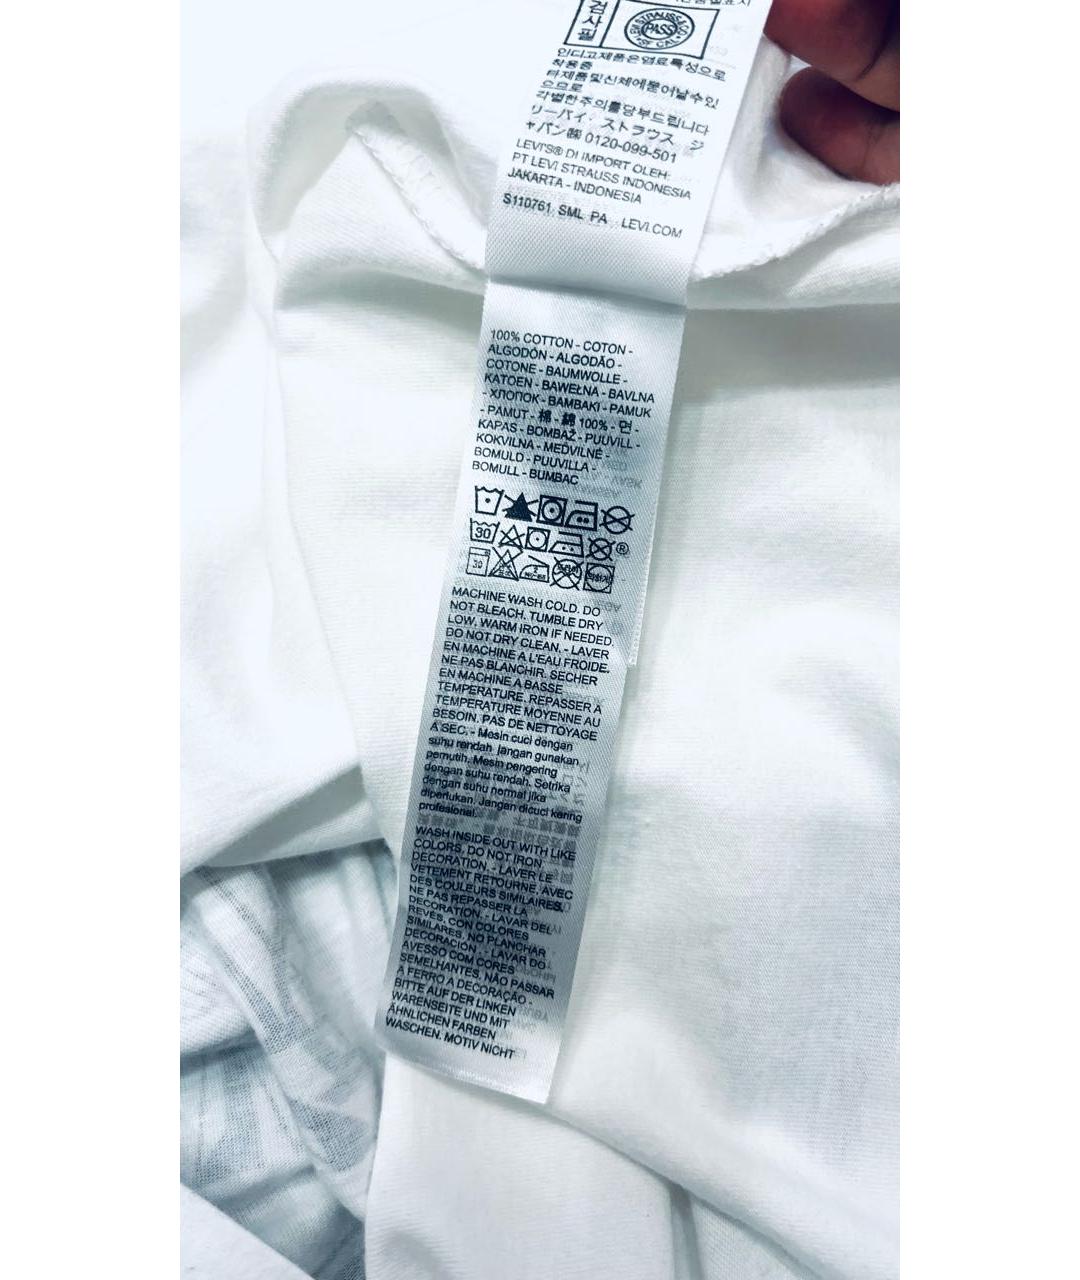 검사필
STRAUSS & CO
PASS
SF CAL
인디고제품은염료특성으로
착용중
타제품및신체에묻어날수있
으므로
각별한주의를당부드립니다
リーバイ ストラウス ジ
ャパン㈱ 0120-099-501
LEVI'S® DI IMPORT OLEH:
PT LEVI STRAUSS INDONESIA
JAKARTA - INDONESIA
S110761 SML PA LEVI.COM
100% COTTON - COTON -
ALGODÓN - ALGODÃO -
COTONE - BAUMWOLLE -
KATOEN - BAWEŁNA - BAVLNA
- ХЛОПОК - BAMBAKI - PAMUK
- PAMUT - 棉 - 綿 100% - 면 -
KAPAS - BOMBAŽ - PUUVILL -
KOKVILNA - MEDVILNĖ -
BOMULD - PUUVILLA -
BOMULL - BUMBAC
30 ®
30
MACHINE WASH COLD. DO
NOT BLEACH. TUMBLE DRY
LOW. WARM IRON IF NEEDED.
DO NOT DRY CLEAN. - LAVER
EN MACHINE A L'EAU FROIDE.
NE PAS BLANCHIR. SECHER
EN MACHINE A BASSE
TEMPERATURE. REPASSER A
TEMPERATURE MOYENNE AU
BESOIN. PAS DE NETTOYAGE
A SEC. - Mesin cuci dengan
suhu rendah. Jangan gunakan
pemutih. Mesin pengering
dengan suhu rendah. Setrika
dengan suhu normal jika
diperlukan. Jangan dicuci kering
profesional.
WASH INSIDE OUT WITH LIKE
COLORS, DO NOT IRON
DECORATION. - LAVER LE
VETEMENT RETOURNE, AVEC
DES COULEURS SIMILAIRES,
NE PAS REPASSER LA
DECORATION. - LAVAR DEL
REVÉS, CON COLORES
SIMILARES, NO PLANCHAR
DECORACIÓN. - LAVAR DO
AVESSO COM CORES
SEMELHANTES, NÃO PASSAR
A FERRO A DECORAÇÃO -
BITTE AUF DER LINKEN
WARENSEITE UND MIT
ÄHNLICHEN FARBEN
WASCHEN. MOTIV NICHT